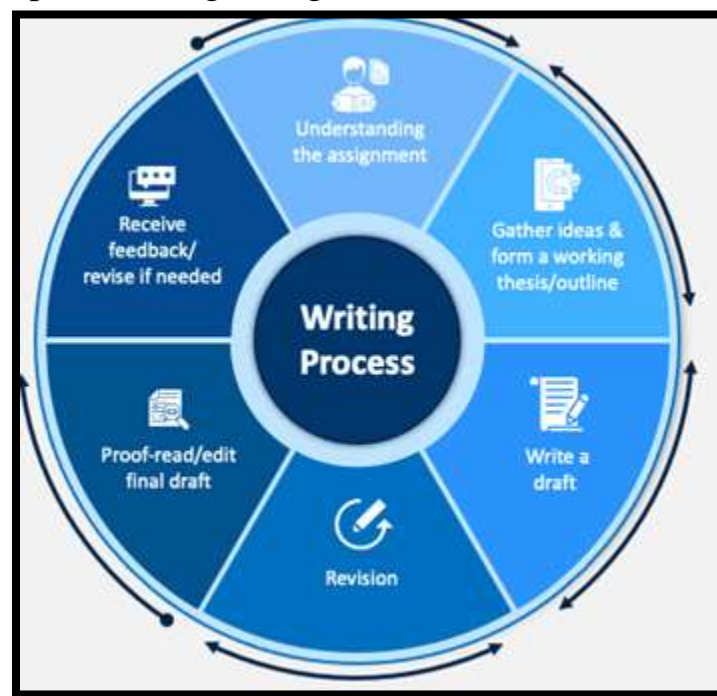 Understanding
the assignment
Gather ideas &
form a working
thesis/outline
Write a
draft
Revision
Proof-read/edit
final draft
Receive
feedback/
revise if needed
Writing
Process